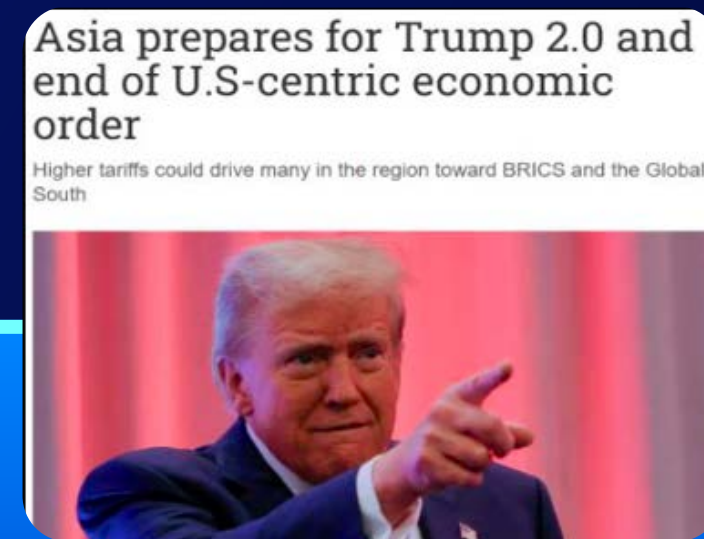 Asia prepares for Trump 2.0 and
end of U.S-centric economic
order
Higher tariffs could drive many in the region toward BRICS and the Global
South